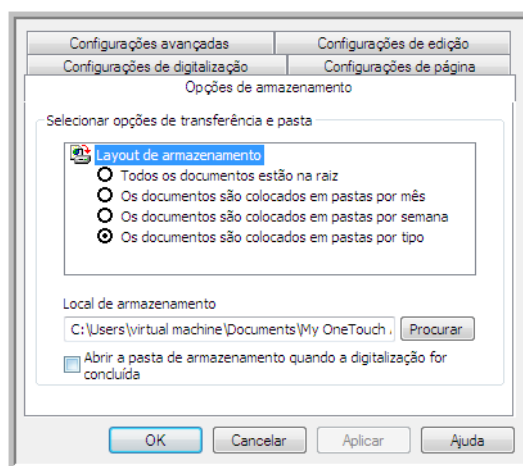 Configurações avançadas
Configurações de edição
Configurações de digitalização
Configurações de página
Opções de armazenamento
Selecionar opções de transferência e pasta
Layout de armazenamento
Todos os documentos estão na raiz
Os documentos são colocados em pastas por mês
Os documentos são colocados em pastas por semana
Os documentos são colocados em pastas por tipo
Local de armazenamento
C:\Users\virtual machine\Documents\My OneTouch
Procurar
Abrir a pasta de armazenamento quando a digitalização for
concluída
OK
Cancelar
Aplicar
Ajuda